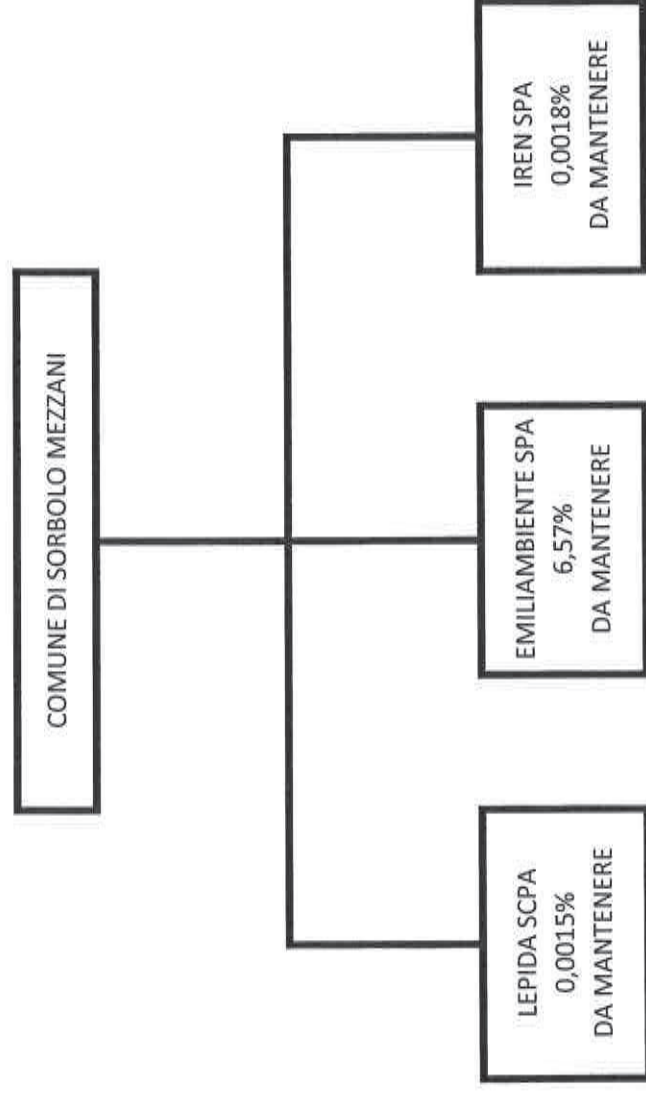 COMUNE DI SORBOLO MEZZANI
LEPIDA SCPA
0,0015%
DA MANTENERE
EMILIAMBIENTE SPA
6,57%
DA MANTENERE
IREN SPA
0,0018%
DA MANTENERE